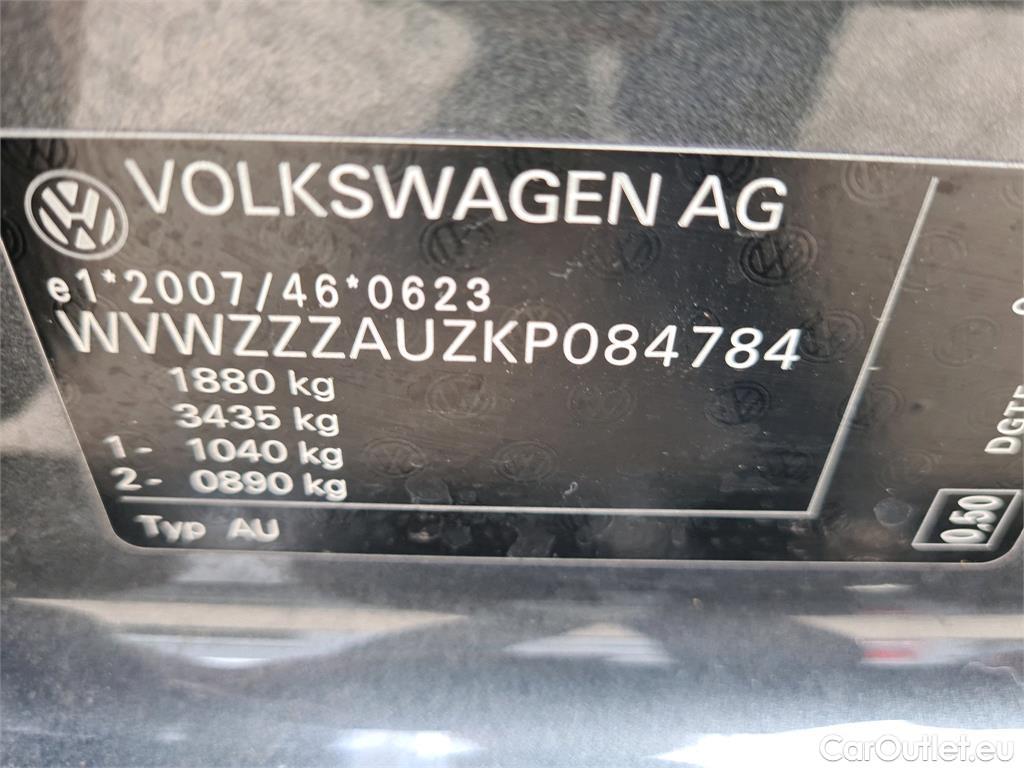 VOLKSWAGEN AG
e1*2007/46*0623
WVWZZZAUZKP084784
1880 kg
3435 kg
1- 1040 kg
2- 0890 kg
Typ AU
0,50
CarOutlet.eu